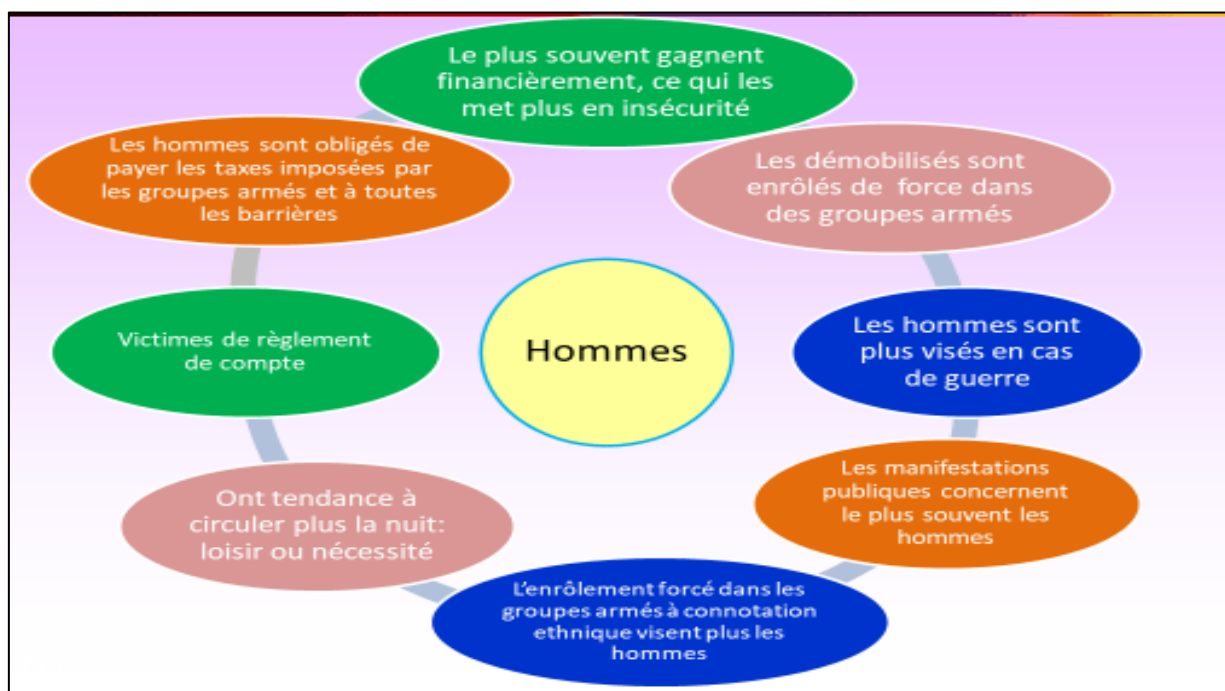 Le plus souvent gagnent
financièrement, ce qui les
met plus en insécurité
Les démobilisés sont
enrôlés de force dans
des groupes armés
Les hommes sont
plus visés en cas
de guerre
Les manifestations
publiques concernent
le plus souvent les
hommes
L'enrôlement forcé dans les
groupes armés à connotation
ethnique visent plus les
hommes
Ont tendance à
circuler plus la nuit:
loisir ou nécessité
Victimes de règlement
de compte
Les hommes sont obligés de
payer les taxes imposées par
les groupes armés et à toutes
les barrières
Hommes